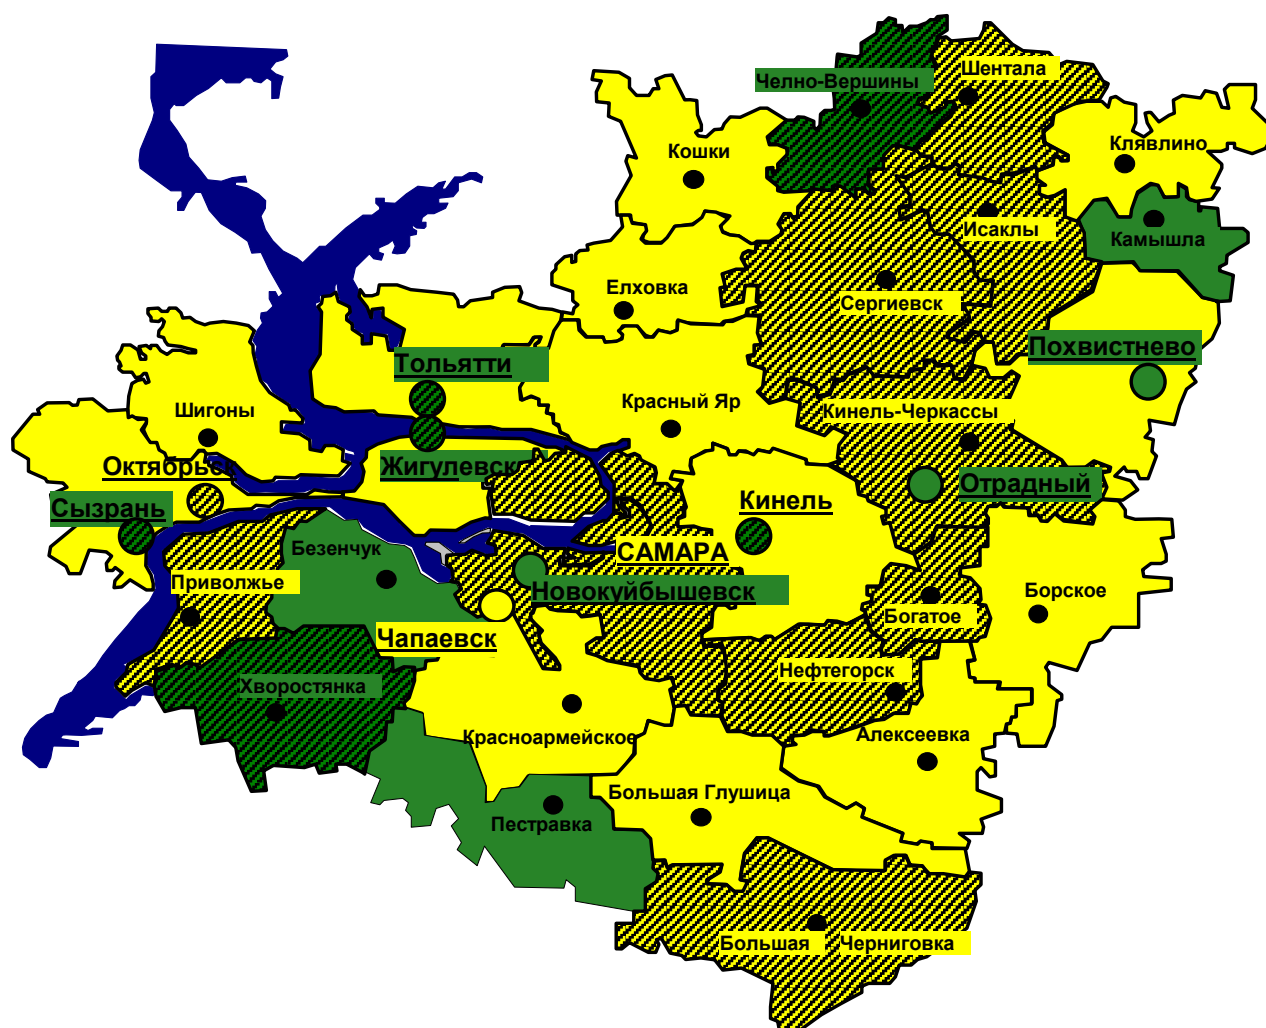 Челно-Вершины
Шентала
Кошки
Клявлино
Исаклы
Камышла
Елховка
Сергиевск
Похвистнево
Тольятти
Шигоны
Красный Яр
Кинель-Черкассы
Октябрьск
Жигулевск
Отрадный
Сызрань
Кинель
Безенчук
САМАРА
Приволжье
Новокуйбышевск
Борское
Богатое
Чапаевск
Нефтегорск
Хворостянка
Красноармейское
Алексеевка
Большая Глушица
Пестравка
Большая Черниговка